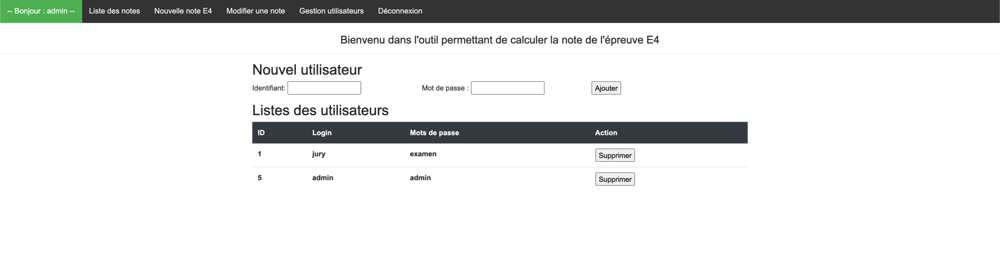 -- Bonjour : admin -- Liste des notes Nouvelle note E4 Modifier une note Gestion utilisateurs Déconnexion
Bienvenu dans l'outil permettant de calculer la note de l'épreuve E4
Nouvel utilisateur
Identifiant: Mot de passe : Ajouter
Listes des utilisateurs
ID Login Mots de passe Action
1 jury examen Supprimer
5 admin admin Supprimer